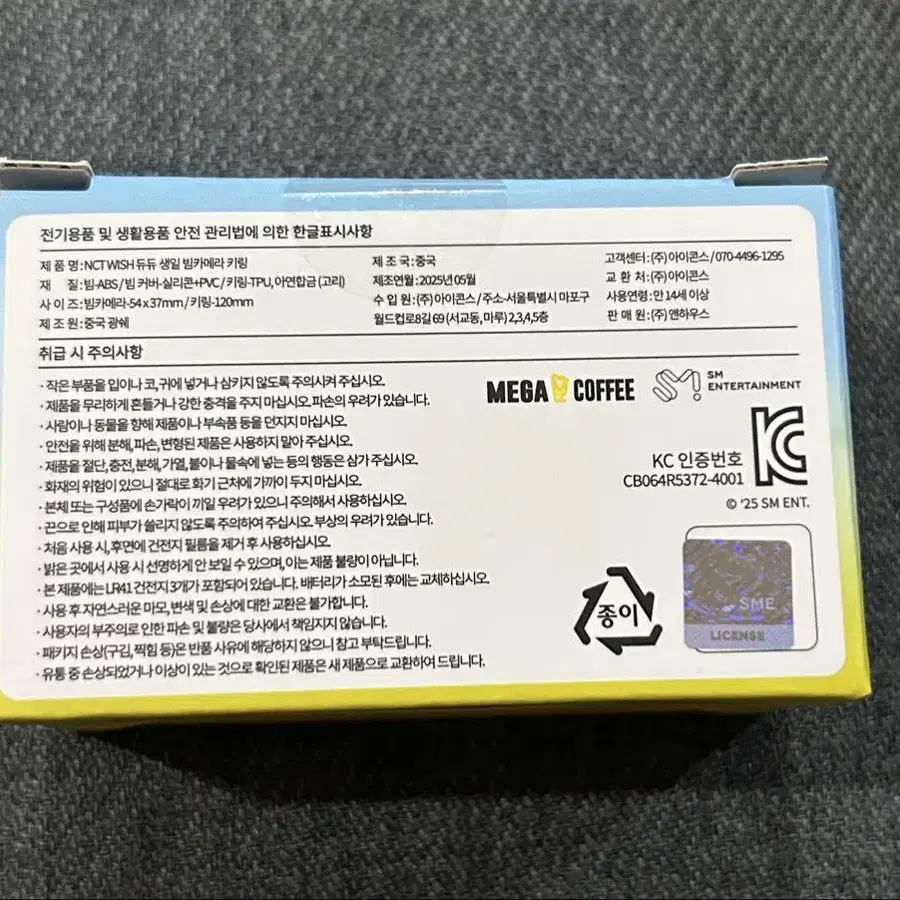 전기용품 및 생활용품 안전 관리법에 의한 한글표시사항
제 품 명 : NCT WISH 듀듀 생일 빔카메라 키링
재 질 : 빔-ABS / 빔 커버-실리콘+PVC / 키링-TPU, 아연합금 (고리)
사 이 즈 : 빔카메라-54 x 37mm / 키링-120mm
제 조 원 : 중국 광쉐
제 조 국 : 중국
제조연월 : 2025년 05월
수 입 원 : (주)아이콘스 / 주소-서울특별시 마포구
월드컵로8길 69 (서교동, 마루) 2,3,4,5층
고객센터 : (주)아이콘스 / 070-4496-1295
교 환 처 : (주)아이콘스
사용연령 : 만 14세 이상
판 매 원 : (주)앤하우스
취급 시 주의사항
· 작은 부품을 입이나 코, 귀에 넣거나 삼키지 않도록 주의시켜 주십시오.
· 제품을 무리하게 흔들거나 강한 충격을 주지 마십시오. 파손의 우려가 있습니다.
· 사람이나 동물을 향해 제품이나 부속품 등을 던지지 마십시오.
· 안전을 위해 분해, 파손, 변형된 제품은 사용하지 말아 주십시오.
· 제품을 절단, 충전, 분해, 가열, 불이나 물속에 넣는 등의 행동은 삼가 주십시오.
· 화재의 위험이 있으니 절대로 화기 근처에 가까이 두지 마십시오.
· 본체 또는 구성품에 손가락이 끼일 우려가 있으니 주의해서 사용하십시오.
· 끈으로 인해 피부가 쓸리지 않도록 주의하여 주십시오. 부상의 우려가 있습니다.
· 처음 사용 시, 후면에 건전지 필름을 제거 후 사용하십시오.
· 밝은 곳에서 사용 시 선명하게 안 보일 수 있으며, 이는 제품 불량이 아닙니다.
· 본 제품에는 LR41 건전지 3개가 포함되어 있습니다. 배터리가 소모된 후에는 교체하십시오.
· 사용 후 자연스러운 마모, 변색 및 손상에 대한 교환은 불가합니다.
· 사용자의 부주의로 인한 파손 및 불량은 당사에서 책임지지 않습니다.
· 패키지 손상(구김, 찍힘 등)은 반품 사유에 해당하지 않으니 참고 부탁드립니다.
· 유통 중 손상되었거나 이상이 있는 것으로 확인된 제품은 새 제품으로 교환하여 드립니다.
MEGA COFFEE
SM
ENTERTAINMENT
KC 인증번호
CB064R5372-4001
© '25 SM ENT.
종이
SME
LICENSE